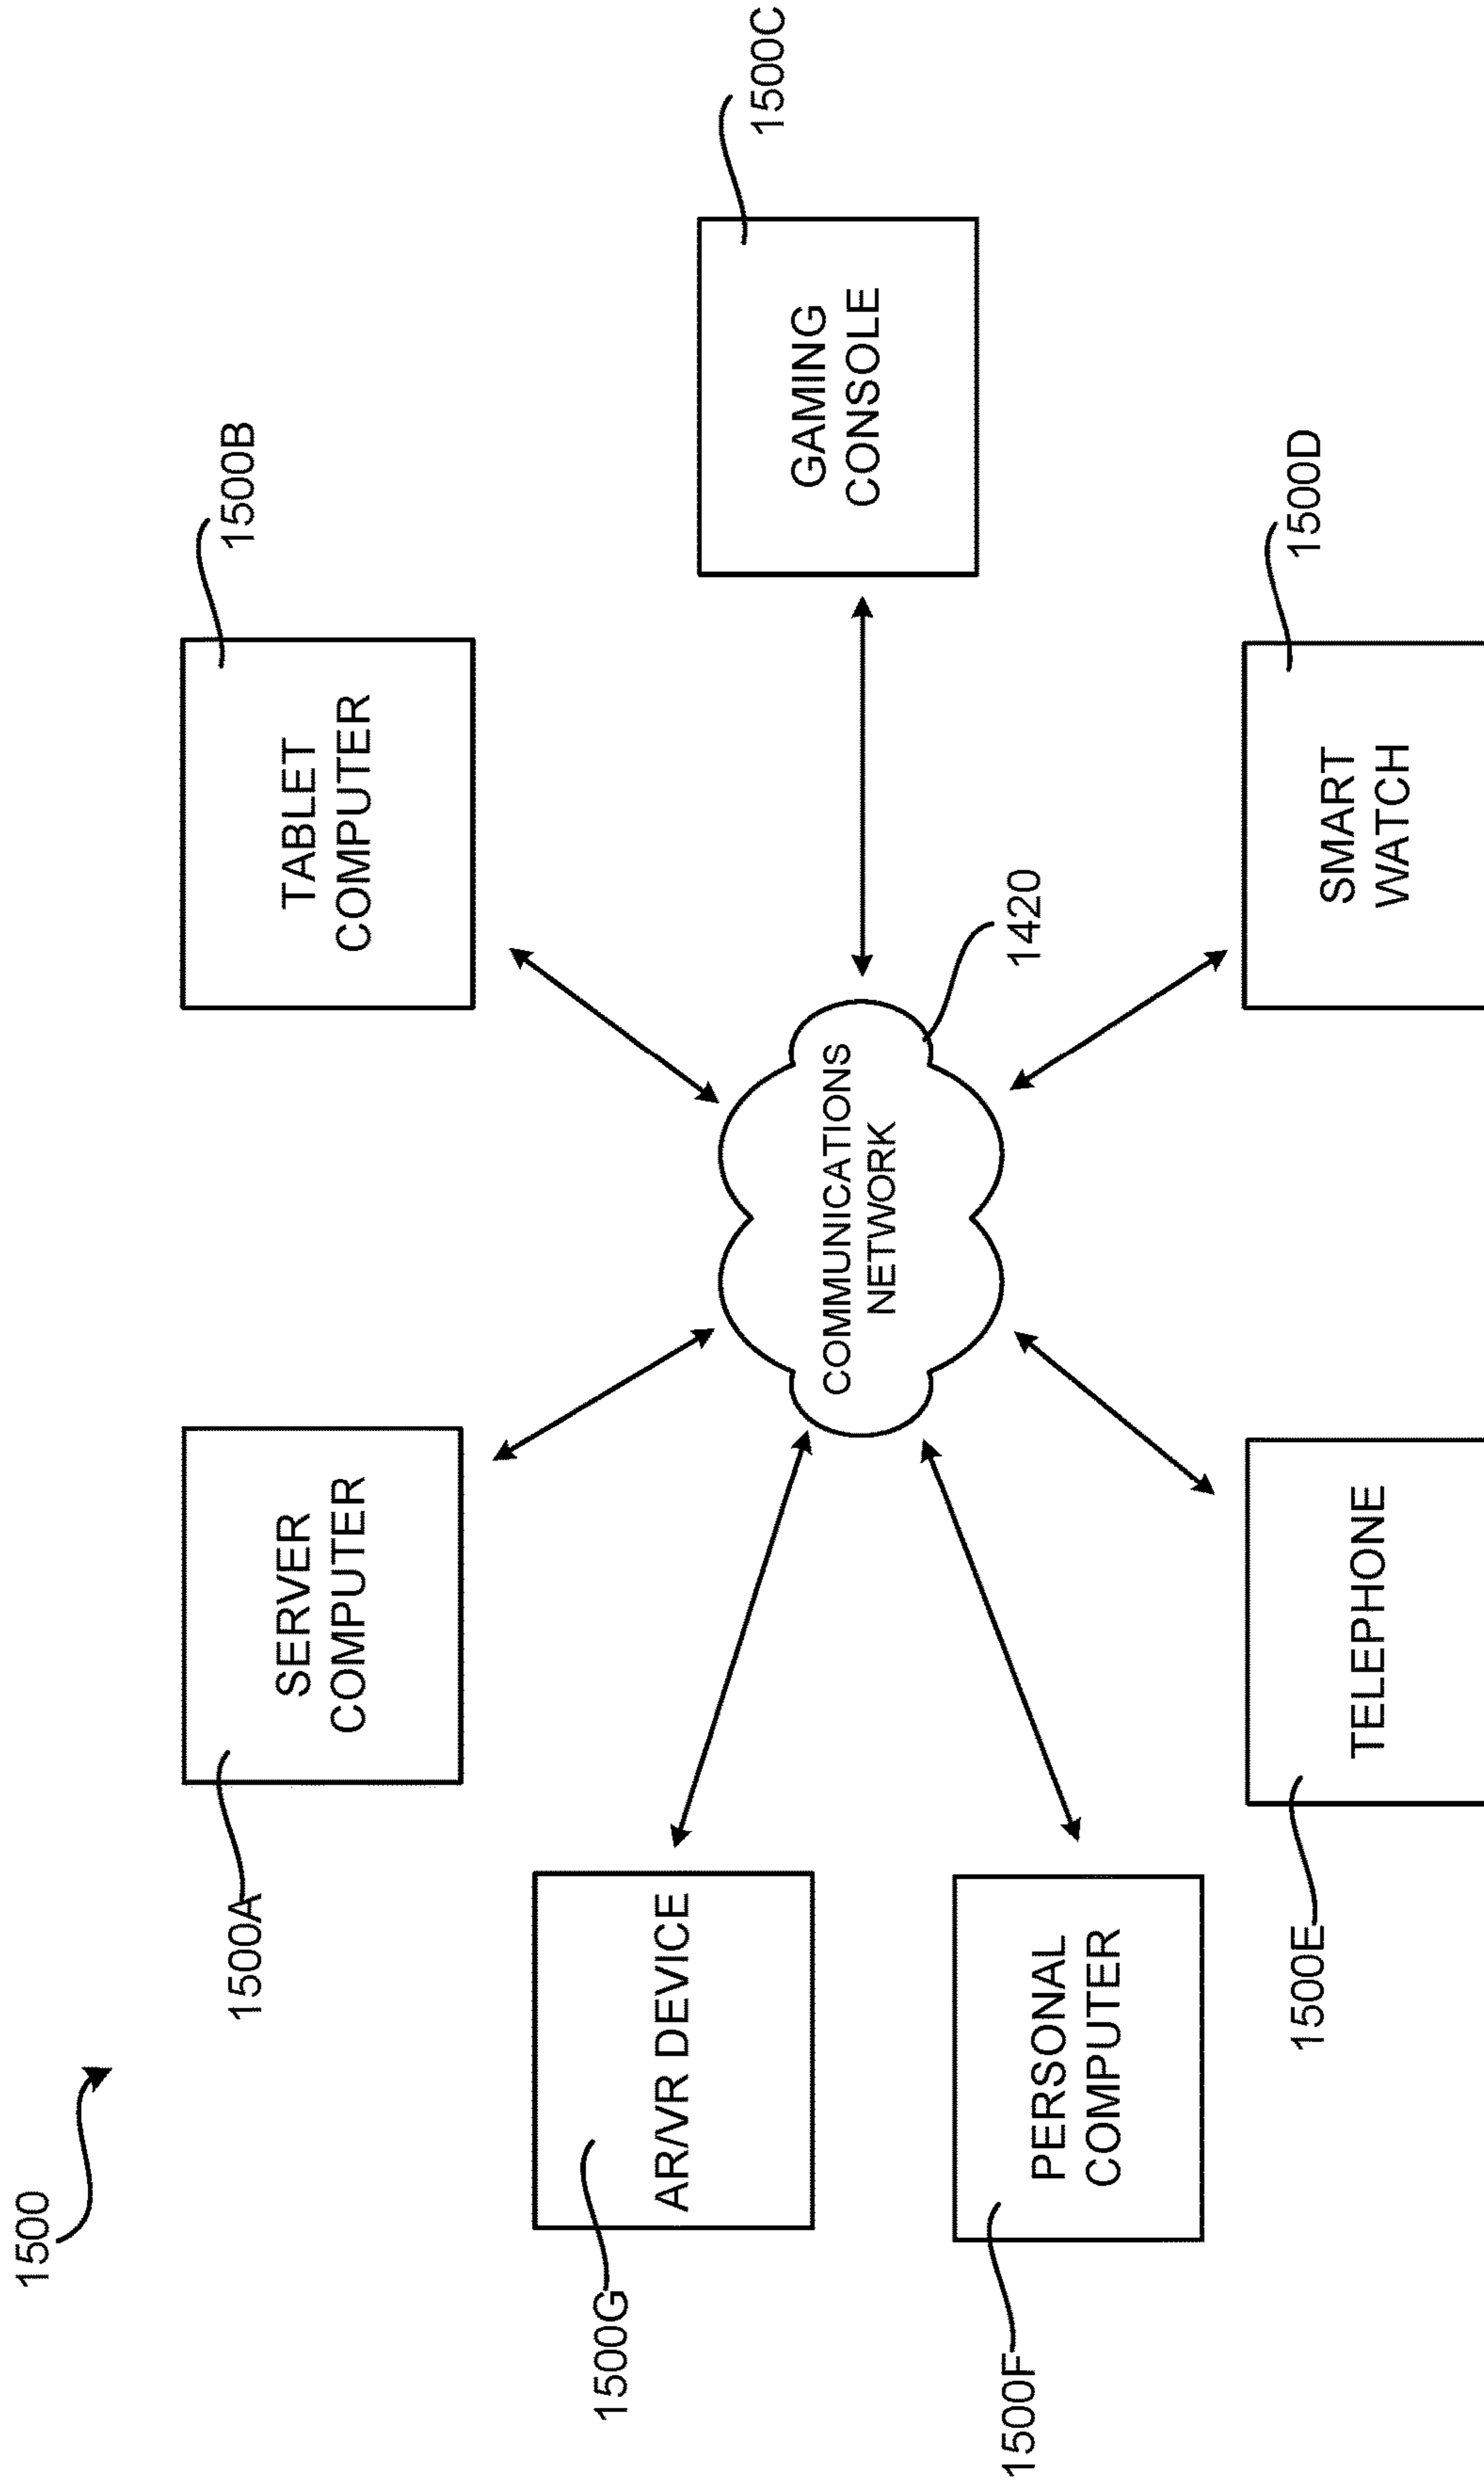 1500
1500A
SERVER
COMPUTER
TABLET
COMPUTER
1500B
1500G
AR/VR DEVICE
COMMUNICATIONS
NETWORK
1420
GAMING
CONSOLE
1500C
1500F
PERSONAL
COMPUTER
1500E
TELEPHONE
SMART
WATCH
1500D